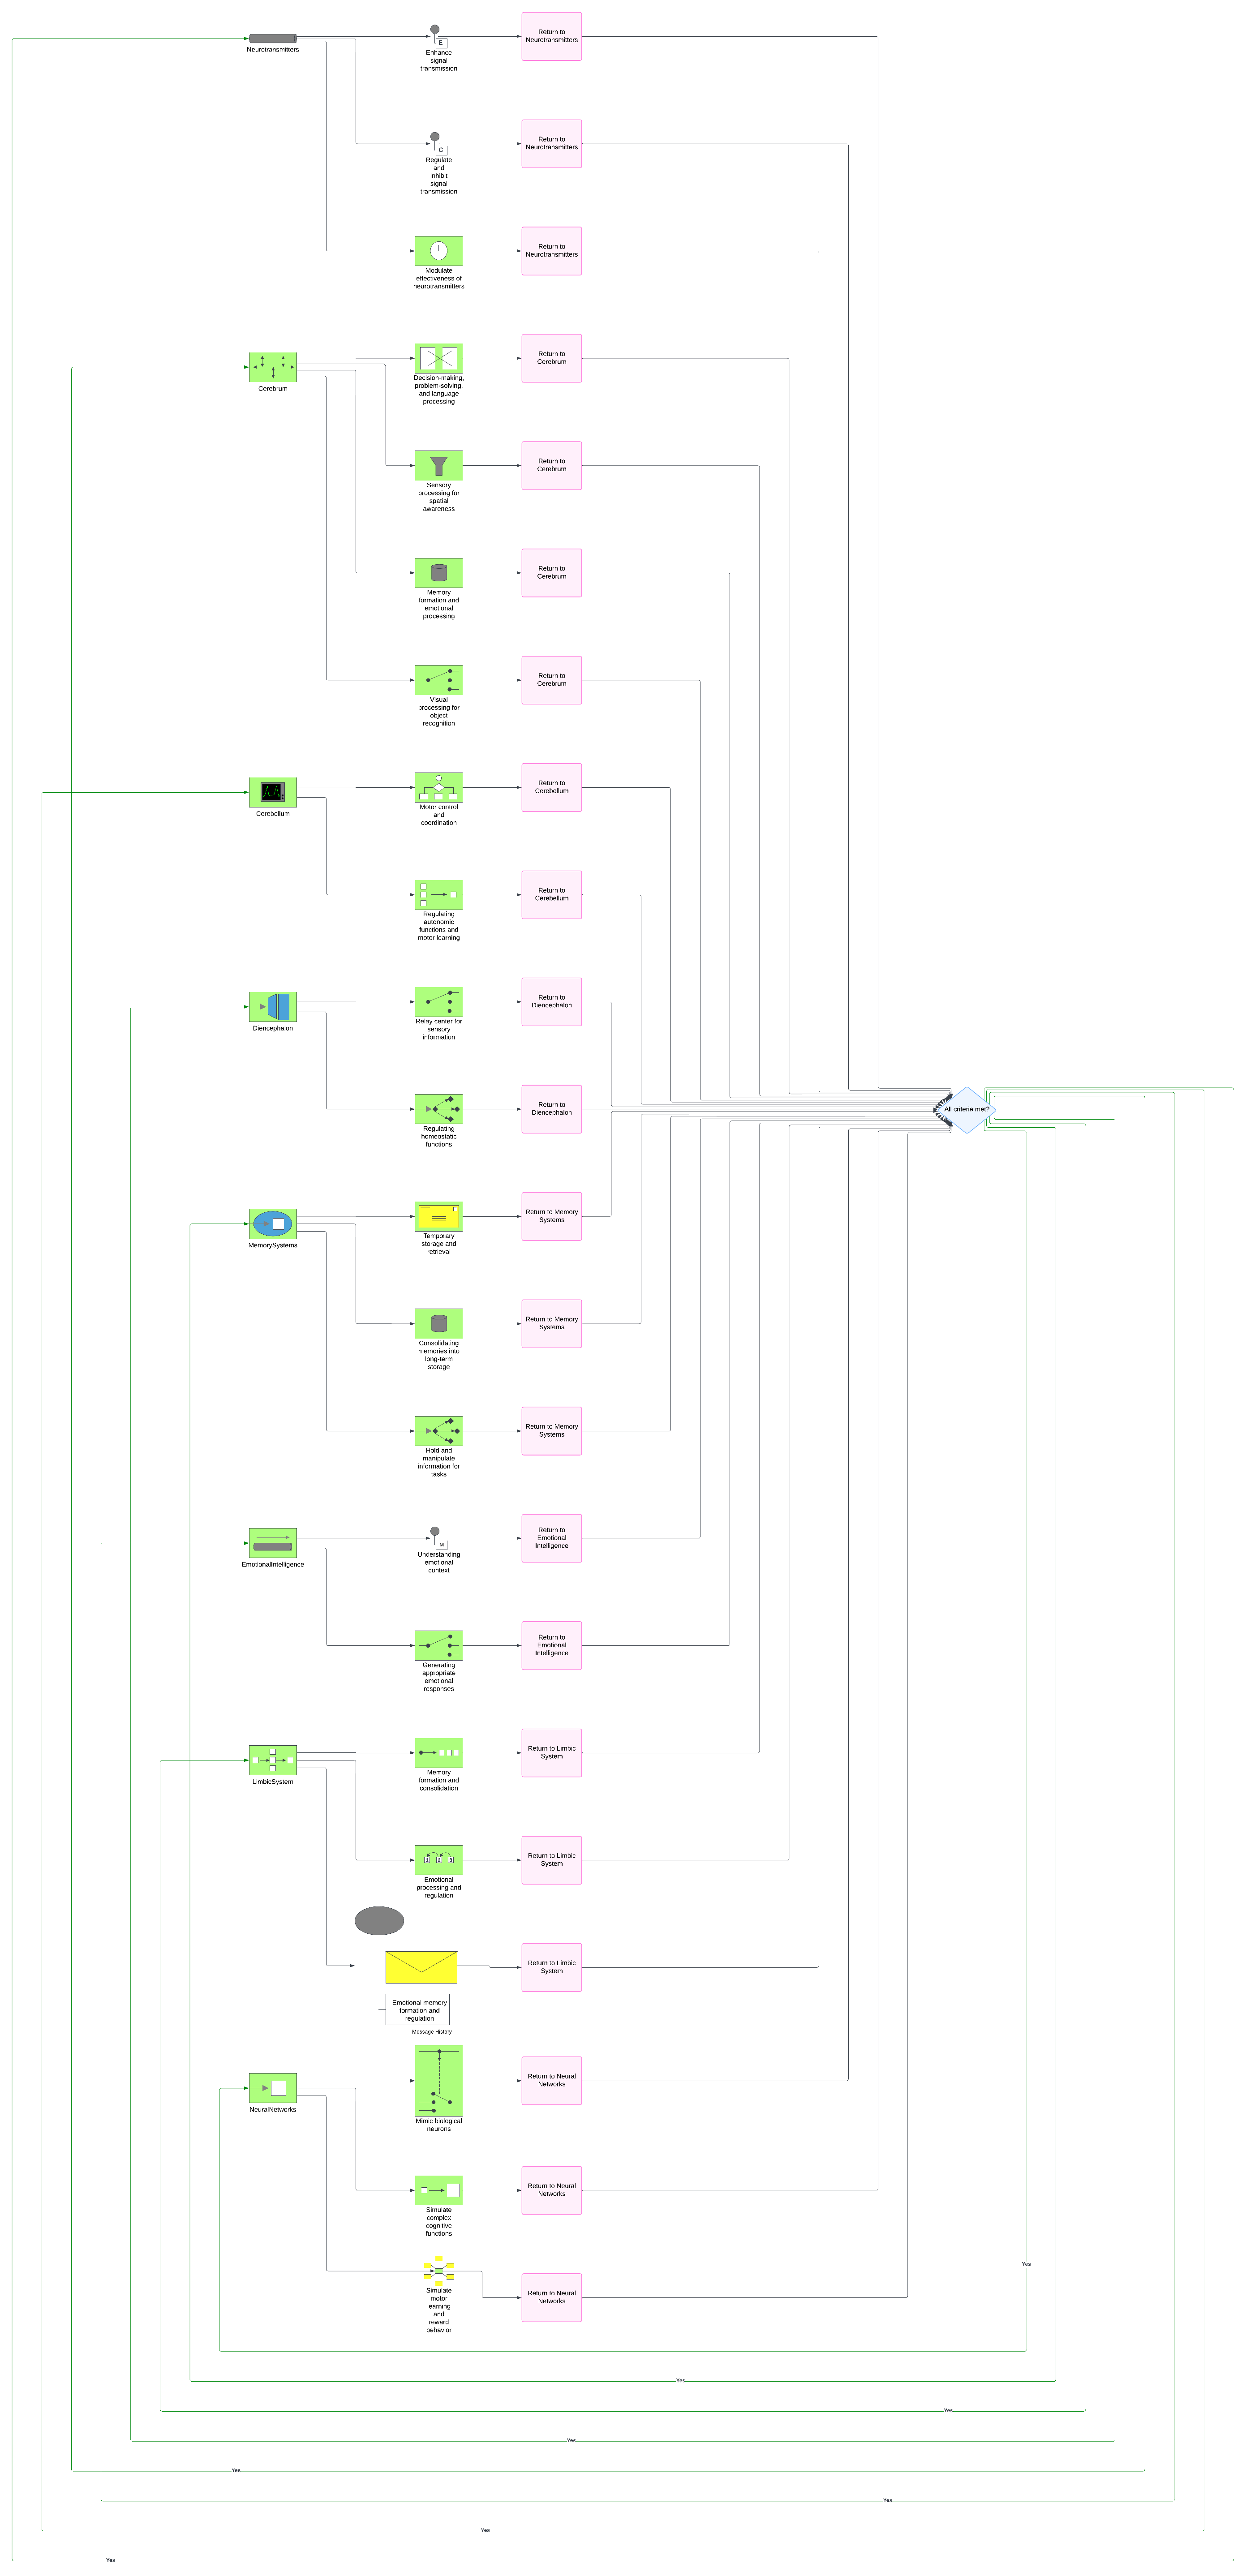 Neurotransmitters
E
Enhance
signal
transmission
Return to
Neurotransmitters
C
Regulate
and
inhibit
signal
transmission
Return to
Neurotransmitters
Modulate
effectiveness of
neurotransmitters
Return to
Neurotransmitters
Cerebrum
Decision-making,
problem-solving,
and language
processing
Return to
Cerebrum
Sensory
processing for
spatial
awareness
Return to
Cerebrum
Memory
formation and
emotional
processing
Return to
Cerebrum
Visual
processing for
object
recognition
Return to
Cerebrum
Cerebellum
Motor control
and
coordination
Return to
Cerebellum
Regulating
autonomic
functions and
motor learning
Return to
Cerebellum
Diencephalon
Relay center for
sensory
information
Return to
Diencephalon
Regulating
homeostatic
functions
Return to
Diencephalon
All criteria met?
MemorySystems
Temporary
storage and
retrieval
Return to Memory
Systems
Consolidating
memories into
long-term
storage
Return to Memory
Systems
Hold and
manipulate
information for
tasks
Return to Memory
Systems
EmotionalIntelligence
M
Understanding
emotional
context
Return to
Emotional
Intelligence
Generating
appropriate
emotional
responses
Return to
Emotional
Intelligence
LimbicSystem
Memory
formation and
consolidation
Return to Limbic
System
1 2 3
Emotional
processing and
regulation
Return to Limbic
System
Return to Limbic
System
Emotional memory
formation and
regulation
Message History
NeuralNetworks
Mimic biological
neurons
Return to Neural
Networks
Simulate
complex
cognitive
functions
Return to Neural
Networks
Simulate
motor
learning
and
reward
behavior
Return to Neural
Networks
Yes
Yes
Yes
Yes
Yes
Yes
Yes
Yes